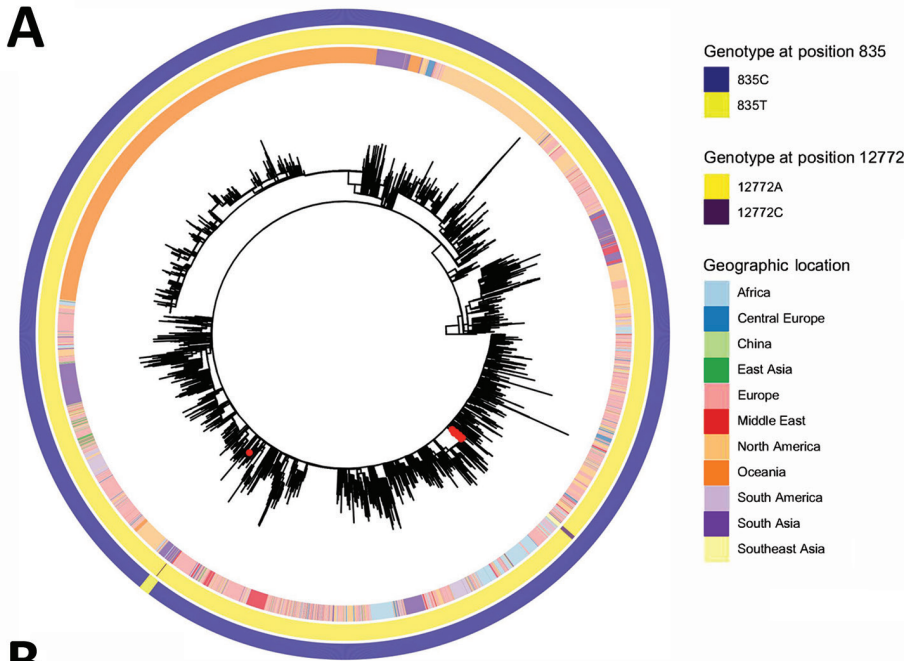 A
Genotype at position 835
835C
835T
Genotype at position 12772
12772A
12772C
Geographic location
Africa
Central Europe
China
East Asia
Europe
Middle East
North America
Oceania
South America
South Asia
Southeast Asia
B